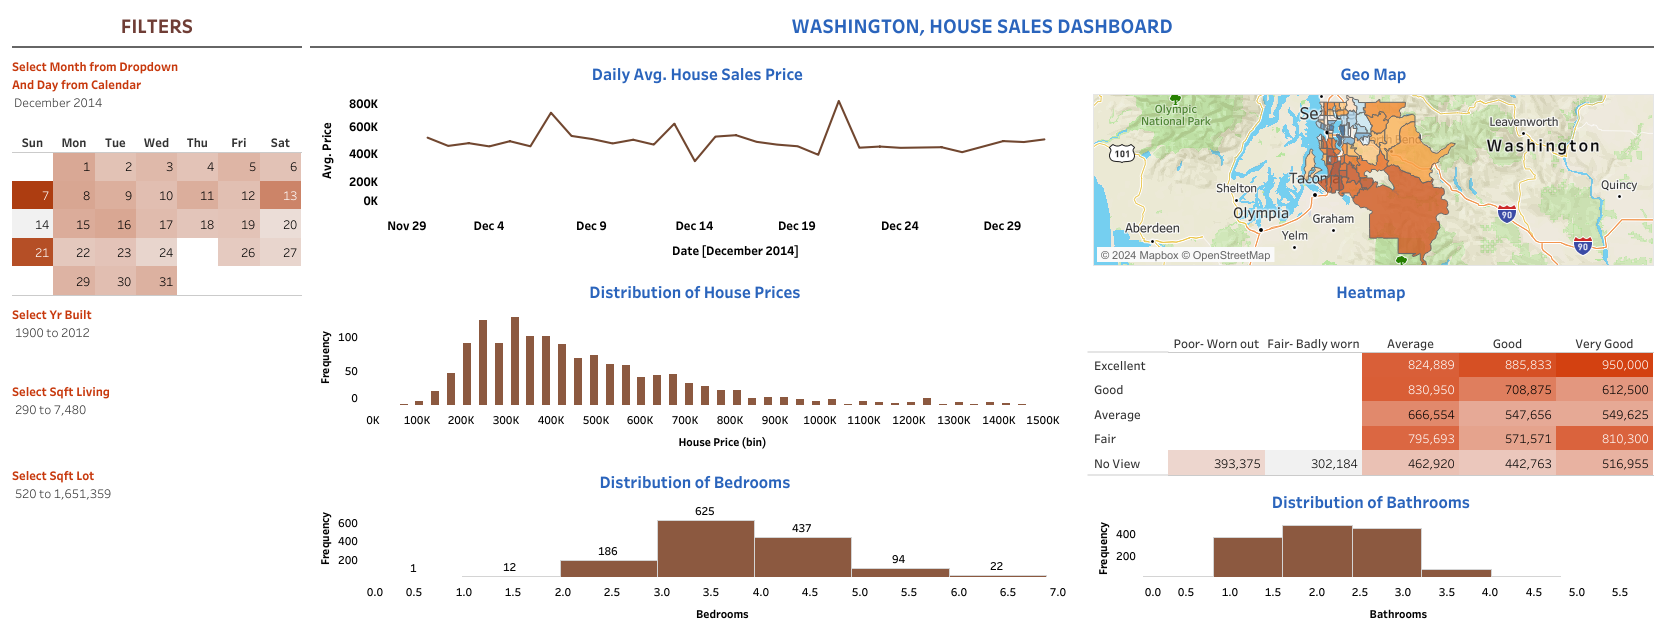 FILTERS
WASHINGTON, HOUSE SALES DASHBOARD
Select Month from Dropdown
And Day from Calendar
December 2014
Sun Mon Tue Wed Thu Fri Sat
1 2 3 4 5 6
7 8 9 10 11 12 13
14 15 16 17 18 19 20
21 22 23 24 26 27
29 30 31
Select Yr Built
1900 to 2012
Select Sqft Living
290 to 7,480
Select Sqft Lot
520 to 1,651,359
Daily Avg. House Sales Price
Avg. Price
800K
600K
400K
200K
0K
Nov 29 Dec 4 Dec 9 Dec 14 Dec 19 Dec 24 Dec 29
Date [December 2014]
Geo Map
Olympic
National Park
101
Se
Leavenworth
Washington
Shelton
Tacom
Quincy
Olympia
Graham
90
Aberdeen
Yelm
90
© 2024 Mapbox © OpenStreetMap
Distribution of House Prices
Frequency
100
50
0
0K 100K 200K 300K 400K 500K 600K 700K 800K 900K 1000K 1100K 1200K 1300K 1400K 1500K
House Price (bin)
Heatmap
Poor- Worn out Fair- Badly worn Average Good Very Good
Excellent 824,889 885,833 950,000
Good 830,950 708,875 612,500
Average 666,554 547,656 549,625
Fair 795,693 571,571 810,300
No View 393,375 302,184 462,920 442,763 516,955
Distribution of Bedrooms
Frequency
600
400
200
1 12 186 625 437 94 22
0.0 0.5 1.0 1.5 2.0 2.5 3.0 3.5 4.0 4.5 5.0 5.5 6.0 6.5 7.0
Bedrooms
Distribution of Bathrooms
Frequency
400
200
0.0 0.5 1.0 1.5 2.0 2.5 3.0 3.5 4.0 4.5 5.0 5.5
Bathrooms